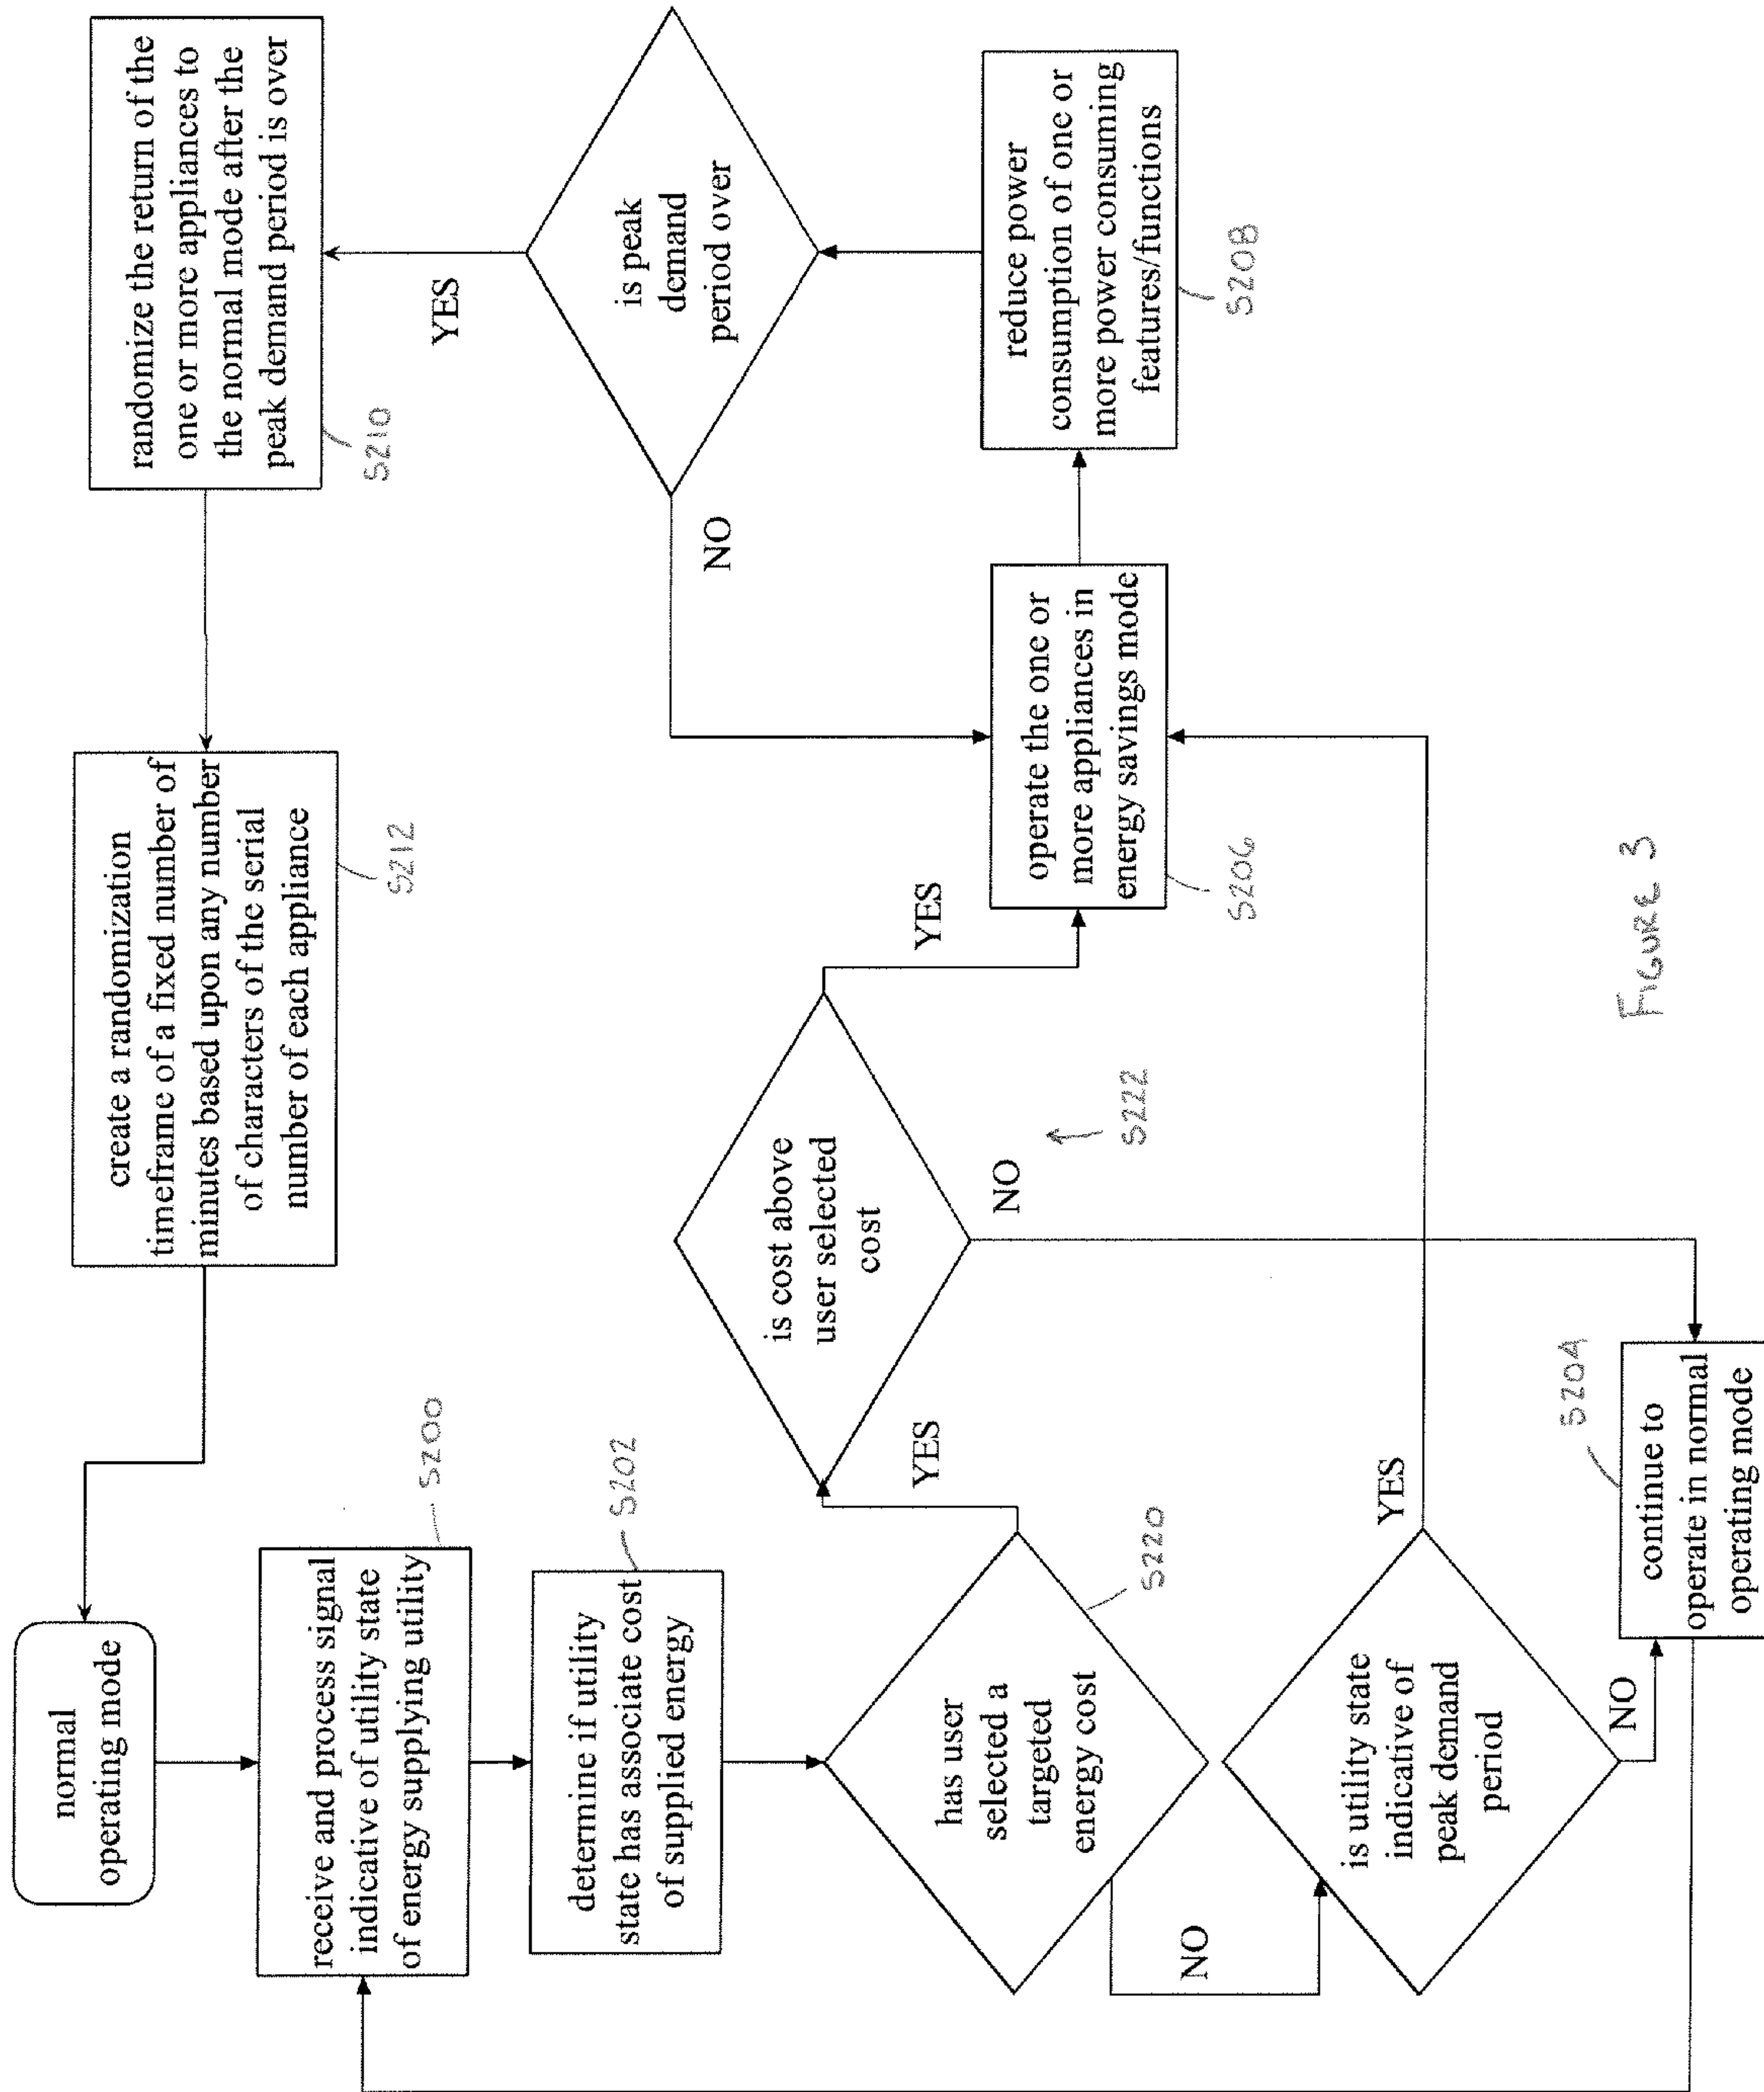 normal
operating mode
receive and process signal
indicative of utility state
of energy supplying utility
S200
determine if utility
state has associate cost
of supplied energy
S202
has user
selected a
targeted
energy cost
S220
YES
NO
is utility state
indicative of
peak demand
period
YES
NO
continue to
operate in normal
operating mode
S204
is cost above
user selected
cost
S222
YES
NO
operate the one or
more appliances in
energy savings mode
S206
reduce power
consumption of one or
more power consuming
features/functions
S208
is peak
demand
period over
NO
YES
randomize the return of the
one or more appliances to
the normal mode after the
peak demand period is over
S210
create a randomization
timeframe of a fixed number of
minutes based upon any number
of characters of the serial
number of each appliance
S212
FIGURE 3